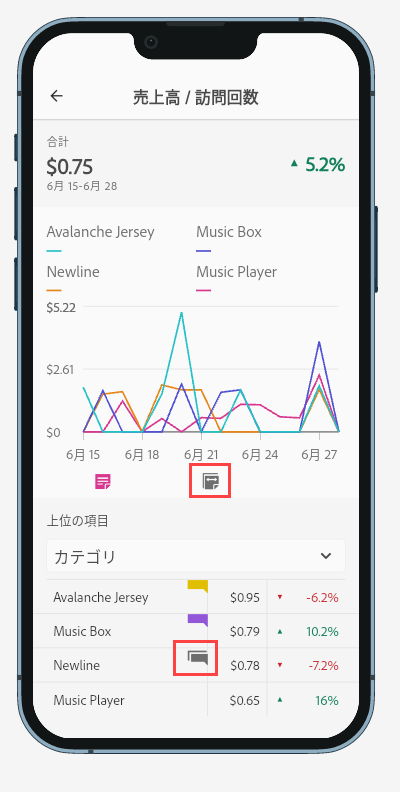 売上高 / 訪問回数
合計
$0.75
5.2%
6月 15-6月 28
Avalanche Jersey
Music Box
Newline
Music Player
$5.22
$2.61
$0
6月 15
6月 18
6月 21
6月 24
6月 27
上位の項目
カテゴリ
Avalanche Jersey $0.95 -6.2%
Music Box $0.79 10.2%
Newline $0.78 -7.2%
Music Player $0.65 16%